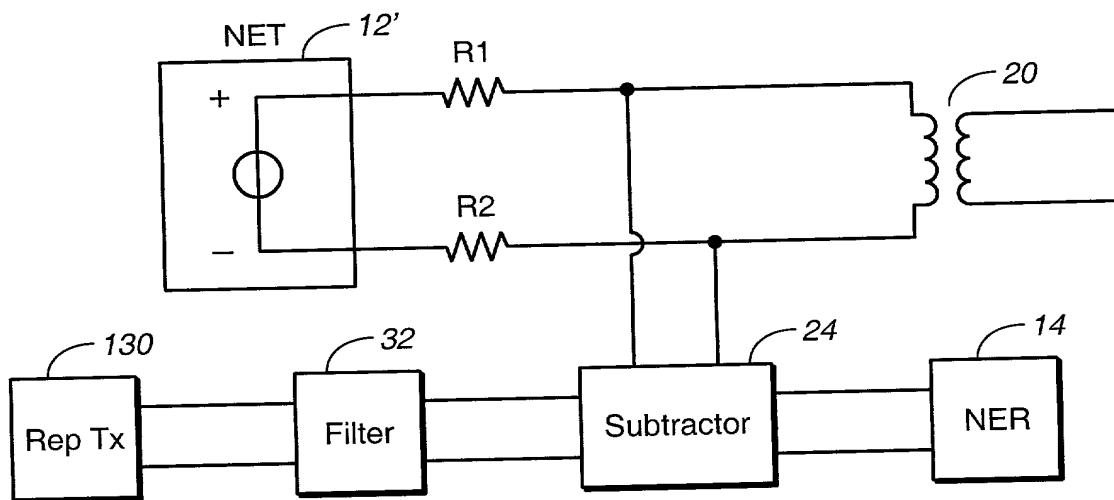 NET
12'
R1
20
+
R2
−
130
32
24
14
Rep Tx
Filter
Subtractor
NER